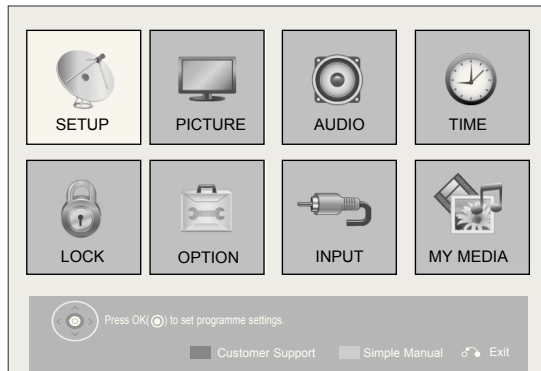 SETUP PICTURE AUDIO TIME
LOCK OPTION INPUT MY MEDIA
Press OK( ) to set programme settings.
Customer Support Simple Manual Exit